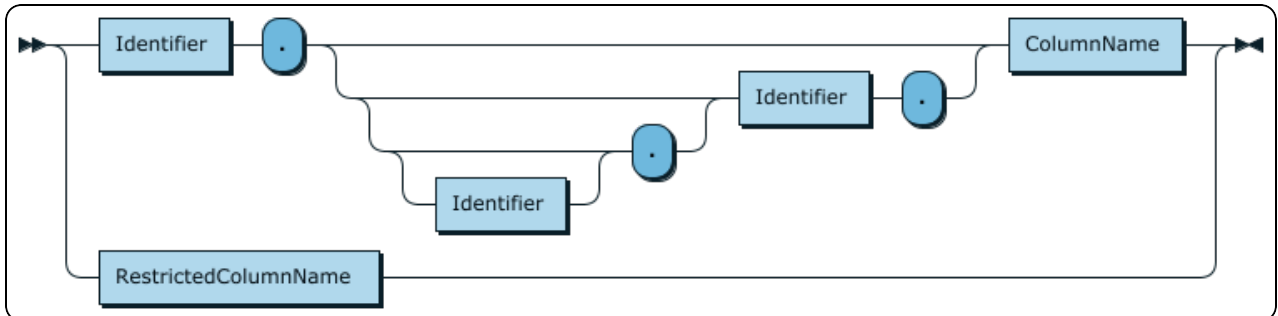 Identifier . ColumnName
Identifier .
.
Identifier
RestrictedColumnName